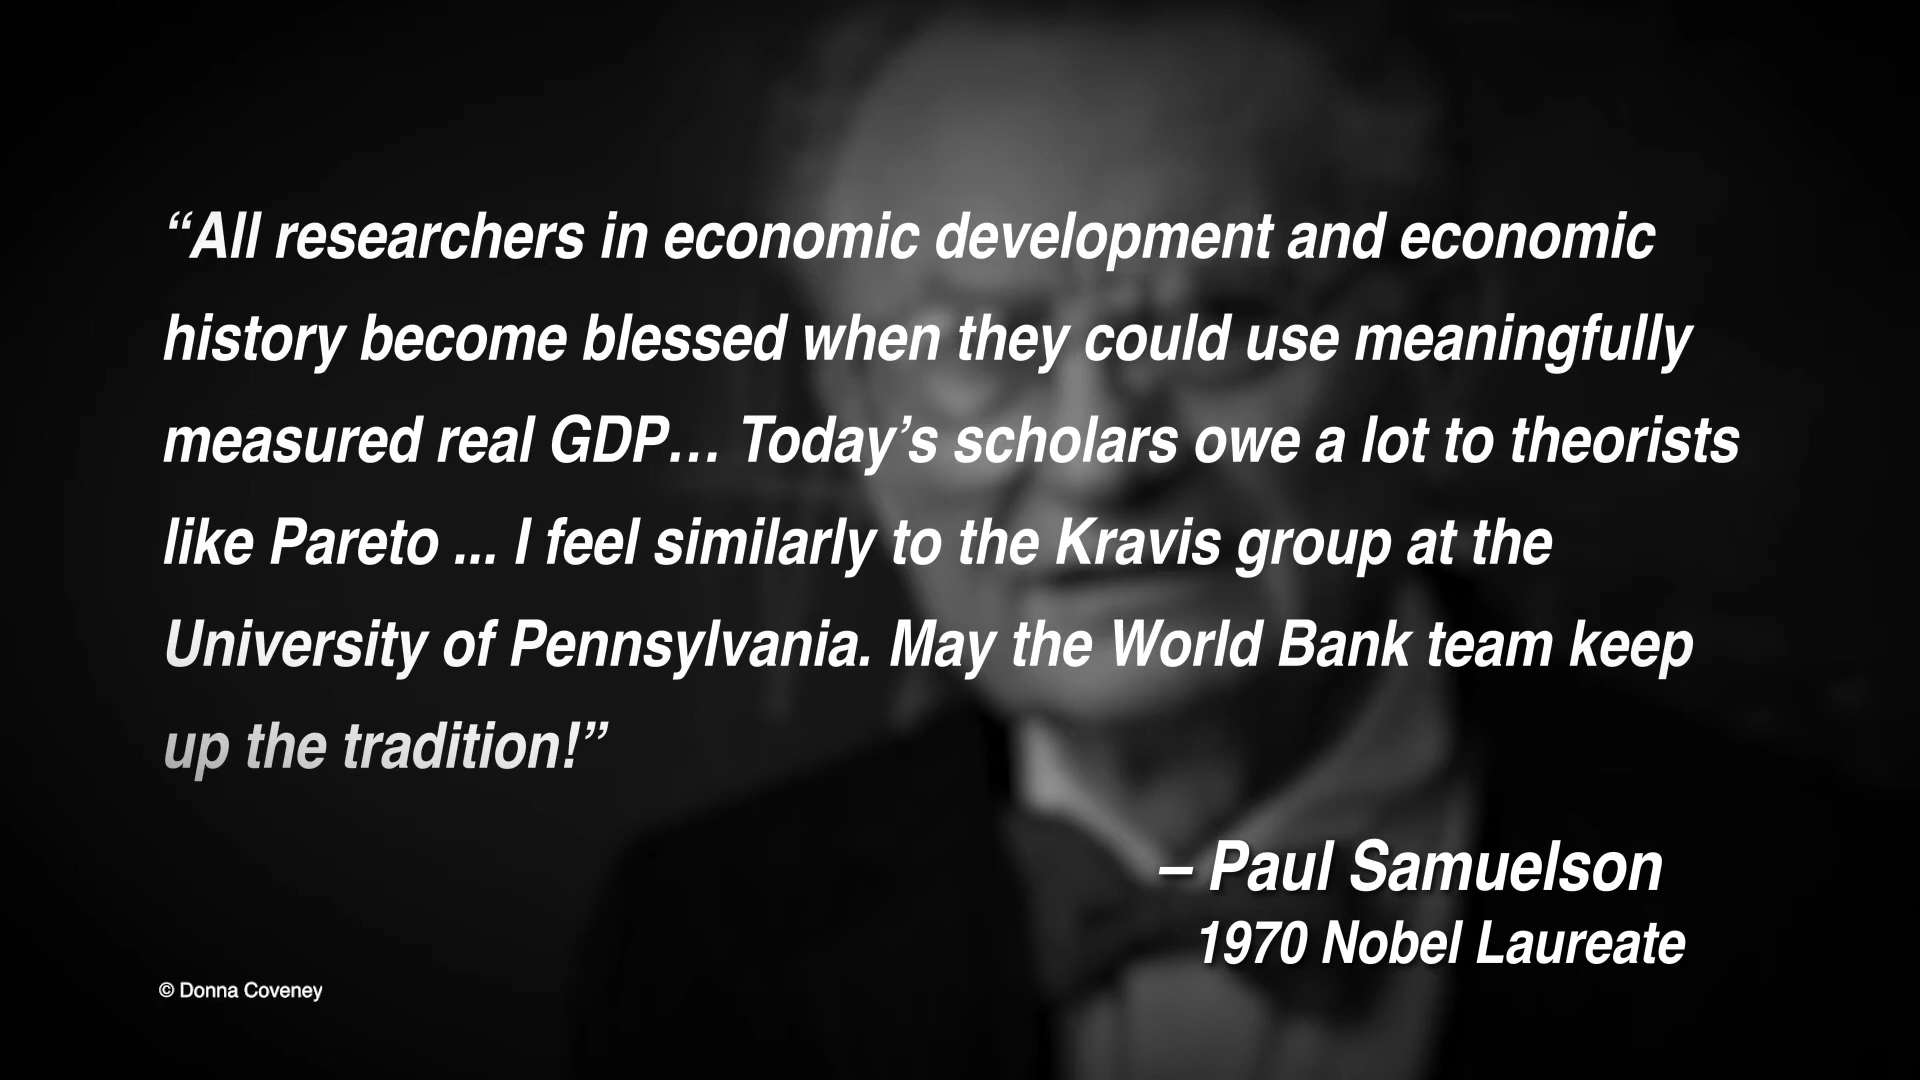 “All researchers in economic development and economic
history become blessed when they could use meaningfully
measured real GDP… Today’s scholars owe a lot to theorists
like Pareto ... I feel similarly to the Kravis group at the
University of Pennsylvania. May the World Bank team keep
up the tradition!”
– Paul Samuelson
1970 Nobel Laureate
© Donna Coveney